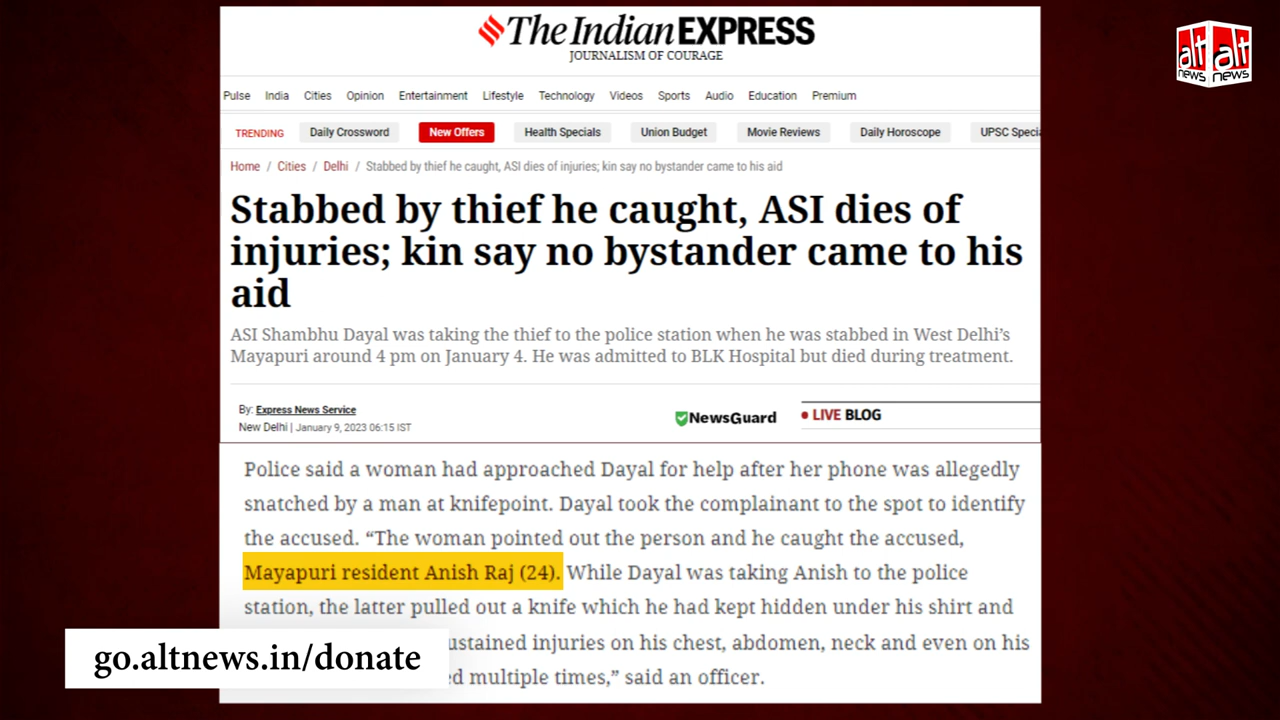 The Indian EXPRESS
JOURNALISM OF COURAGE
alt alt
news news
Pulse India Cities Opinion Entertainment Lifestyle Technology Videos Sports Audio Education Premium
TRENDING Daily Crossword New Offers Health Specials Union Budget Movie Reviews Daily Horoscope UPSC
Home / Cities / Delhi / Stabbed by thief he caught, ASI dies of injuries; kin say no bystander came to his aid
Stabbed by thief he caught, ASI dies of
injuries; kin say no bystander came to his
aid
ASI Shambhu Dayal was taking the thief to the police station when he was stabbed in West Delhi’s
Mayapuri around 4 pm on January 4. He was admitted to BLK Hospital but died during treatment.
By: Express News Service
New Delhi | January 9, 2023 06:15 IST
NewsGuard
LIVE BLOG
Police said a woman had approached Dayal for help after her phone was allegedly
snatched by a man at knifepoint. Dayal took the complainant to the spot to identify
the accused. “The woman pointed out the person and he caught the accused,
Mayapuri resident Anish Raj (24). While Dayal was taking Anish to the police
station, the latter pulled out a knife which he had kept hidden under his shirt and
injuries on his chest, abdomen, neck and even on his
multiple times,” said an officer.
go.altnews.in/donate